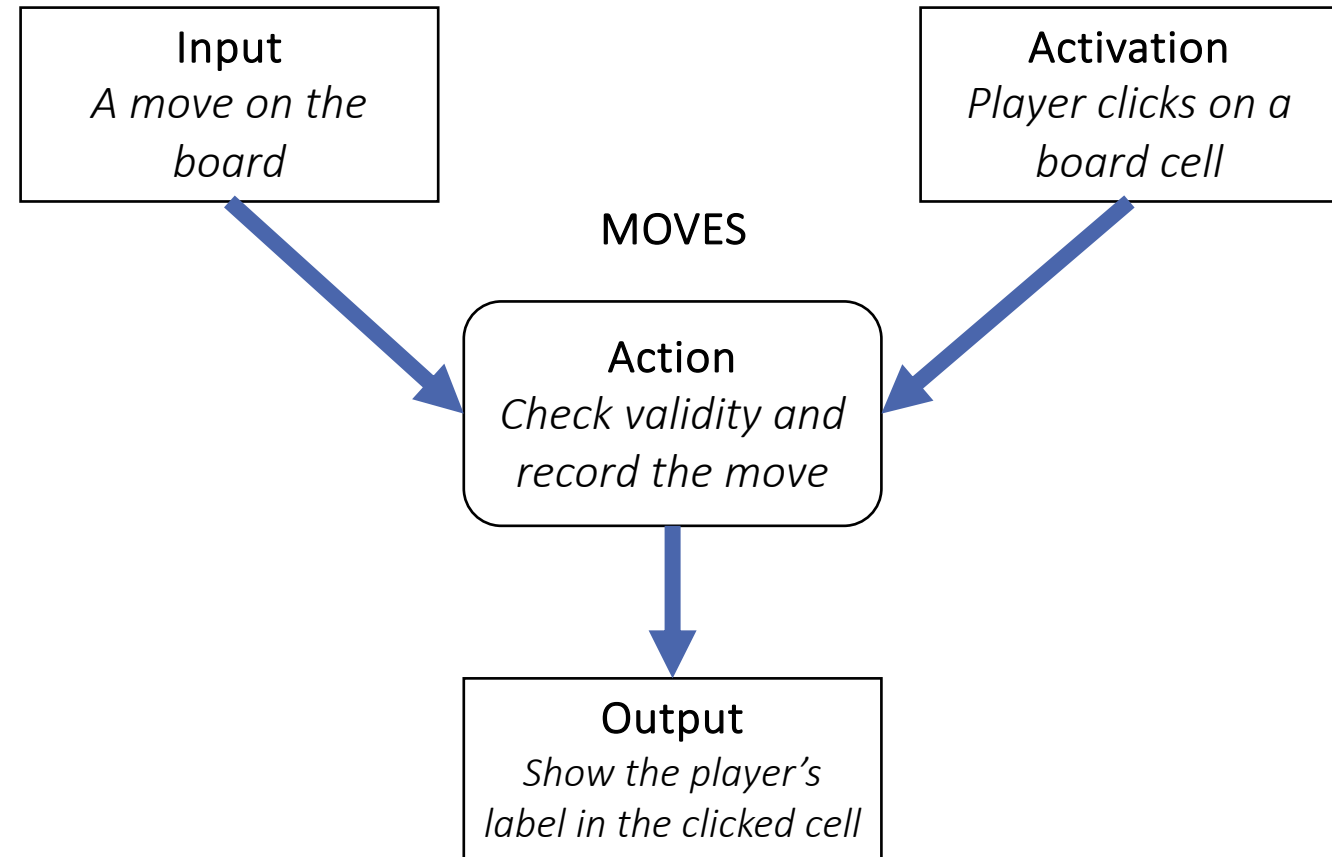 Input
A move on the
board
Activation
Player clicks on a
board cell
MOVES
Action
Check validity and
record the move
Output
Show the player’s
label in the clicked cell